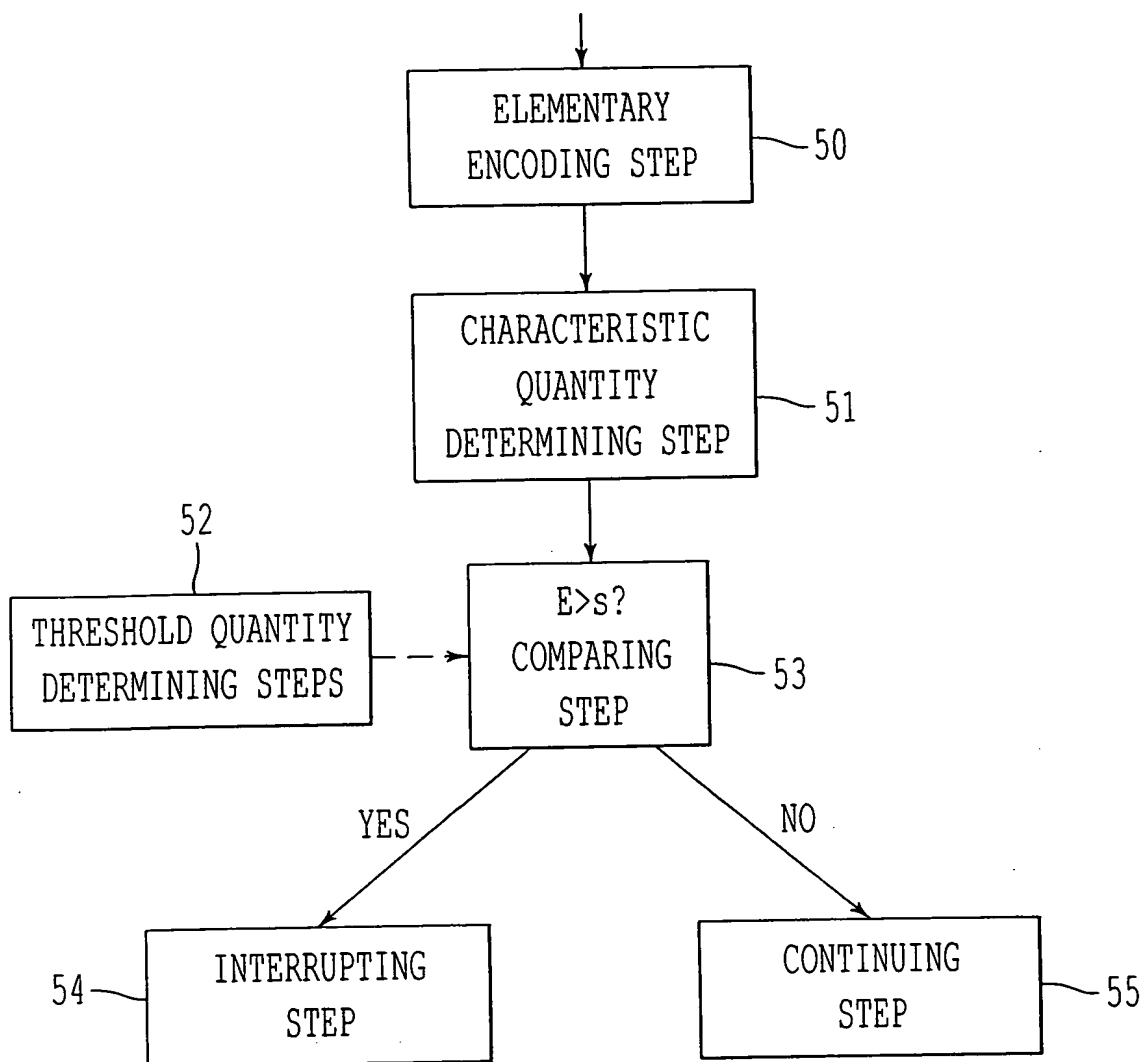 ELEMENTARY
ENCODING STEP
50
CHARACTERISTIC
QUANTITY
DETERMINING STEP
51
52
THRESHOLD QUANTITY
DETERMINING STEPS
E>s?
COMPARING
STEP
53
YES
NO
INTERRUPTING
STEP
54
CONTINUING
STEP
55